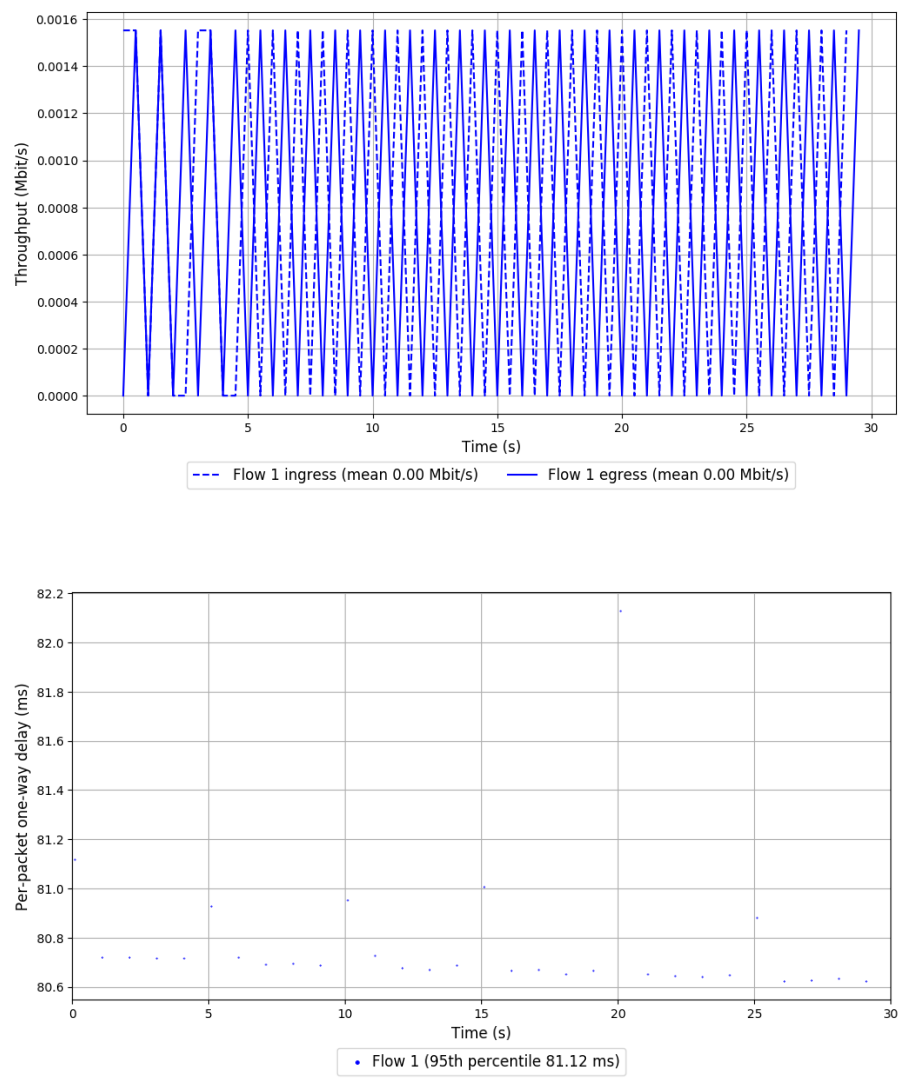 0.0016
0.0014
0.0012
0.0010
0.0008
0.0006
0.0004
0.0002
0.0000
Throughput (Mbit/s)
0 5 10 15 20 25 30
Time (s)
Flow 1 ingress (mean 0.00 Mbit/s) Flow 1 egress (mean 0.00 Mbit/s)
82.2
82.0
81.8
81.6
81.4
81.2
81.0
80.8
80.6
Per-packet one-way delay (ms)
0 5 10 15 20 25 30
Time (s)
Flow 1 (95th percentile 81.12 ms)